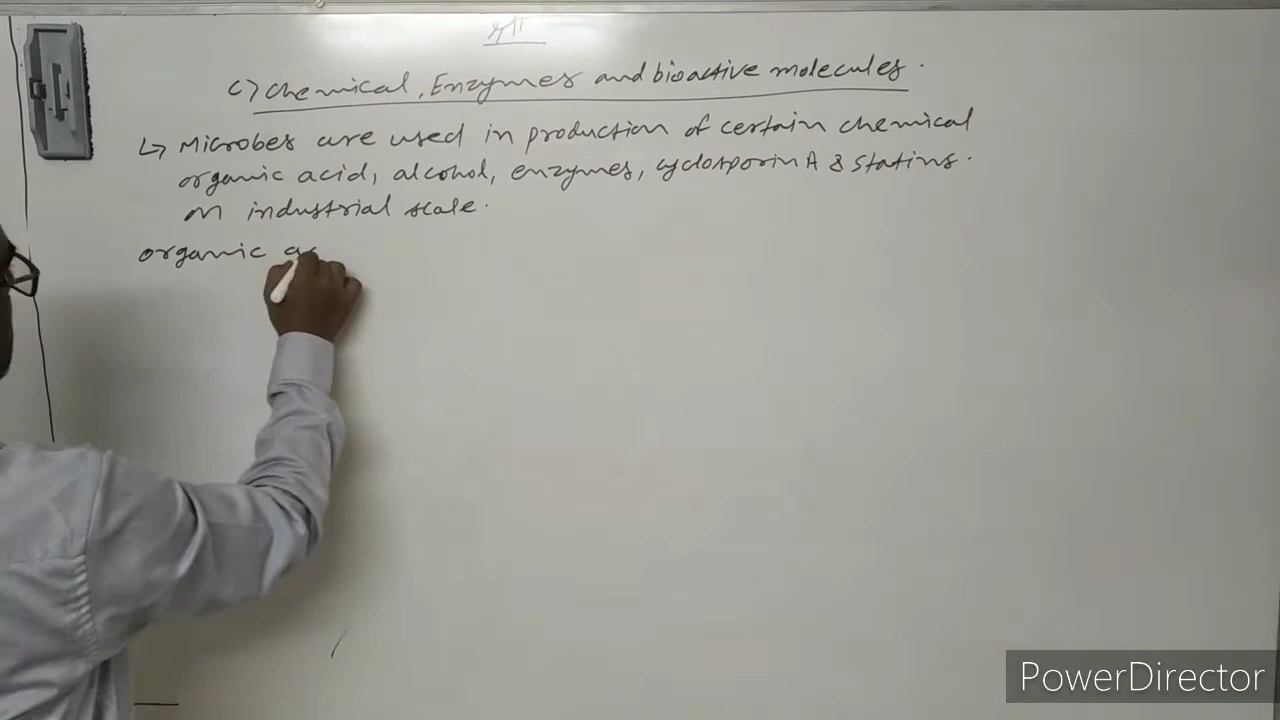 c) Chemical, Enzymes and bioactive molecules.
↳ Microbes are used in production of certain chemical
organic acid, alcohol, enzymes, cyclosporin A & Statins.
on industrial scale.
organic
PowerDirector